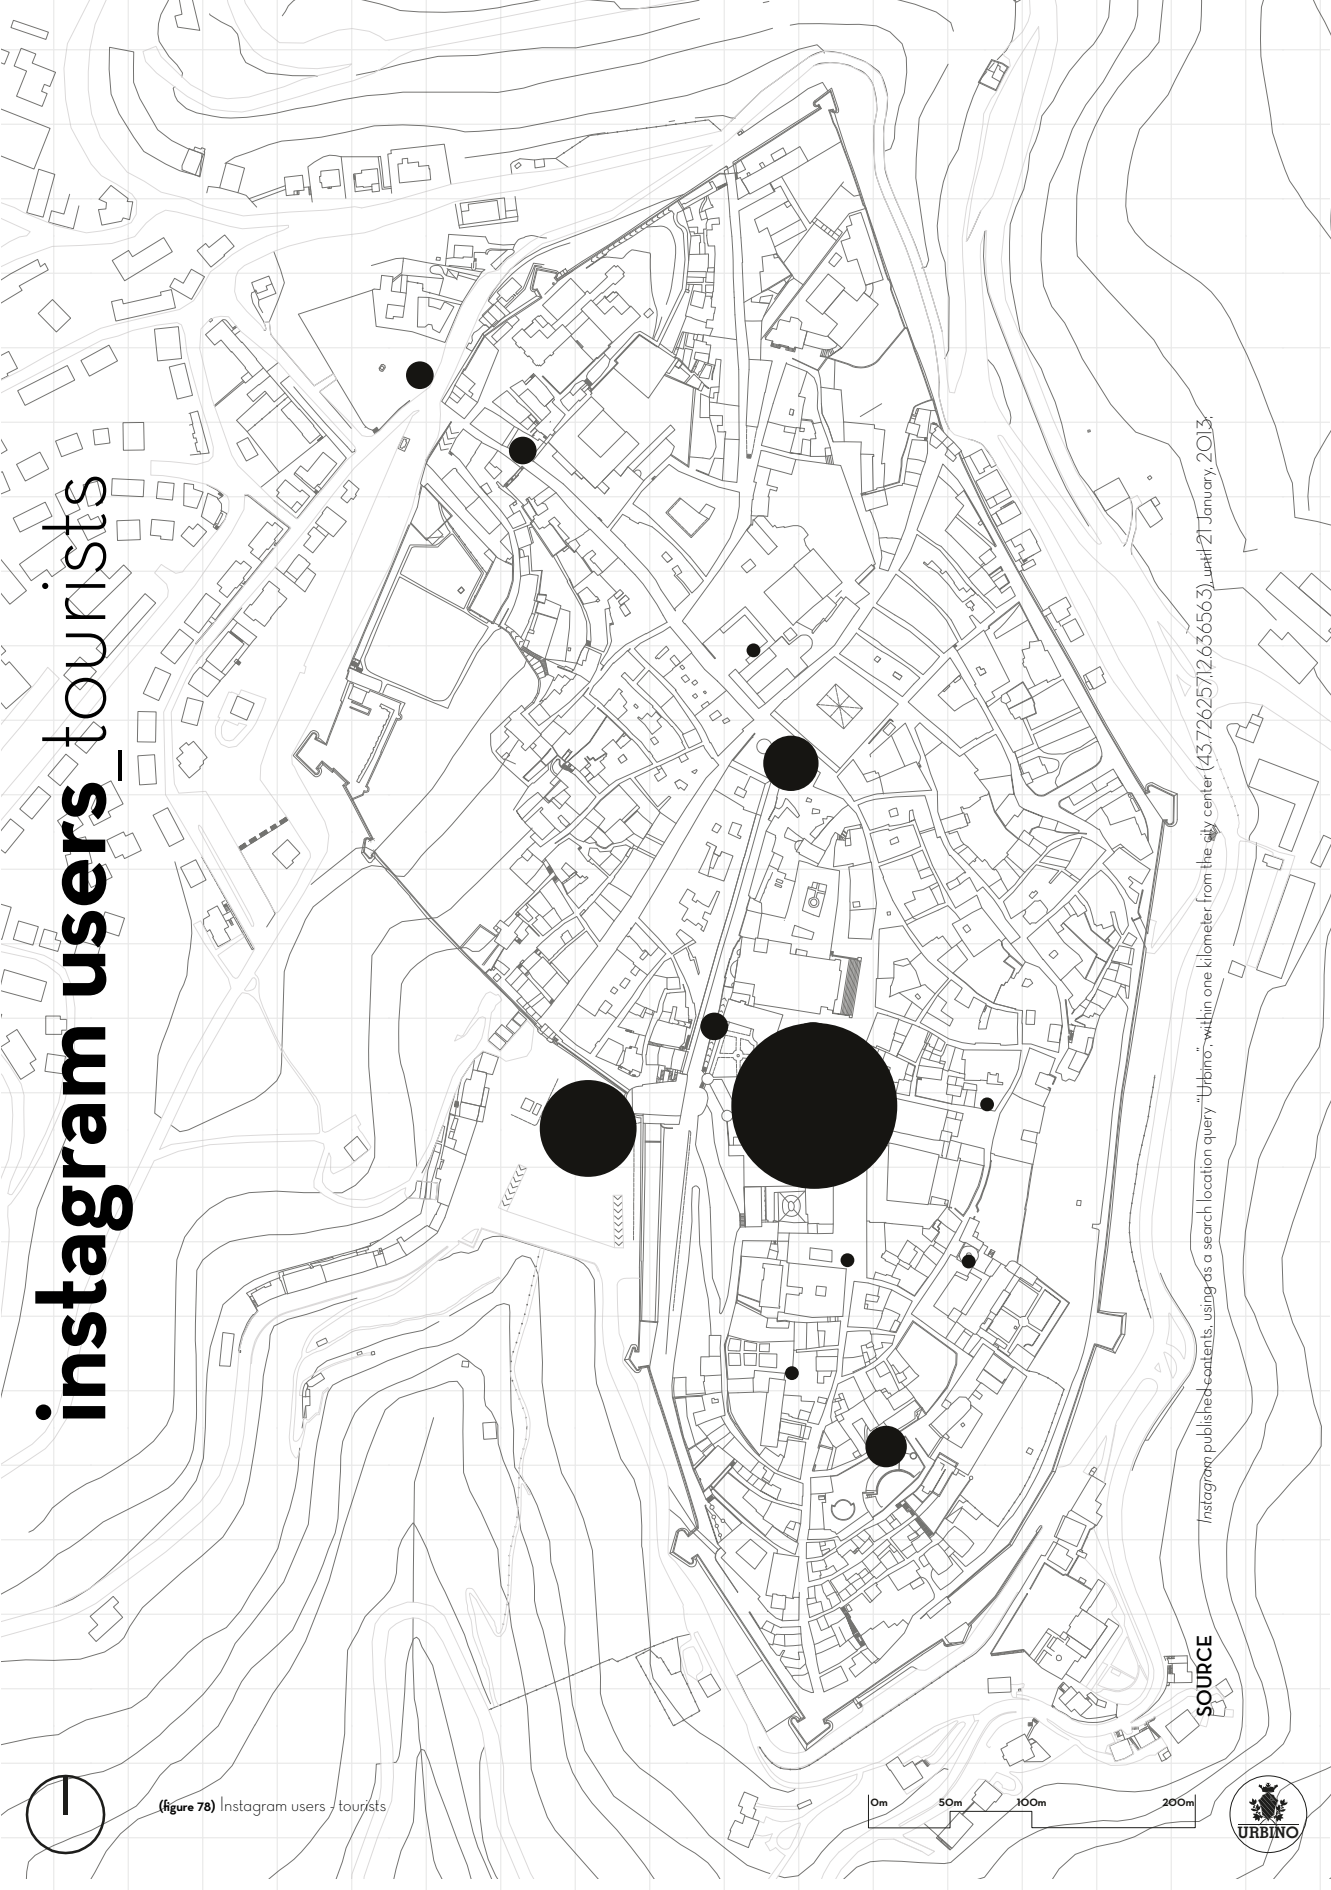 instagram users_tourists
Instagram published contents, using as a search location query "Urbino", within one kilometer from the city center (43.7262571,12.636563), until 21 January, 2013;
SOURCE
(figure 78) Instagram users - tourists
0m 50m 100m 200m
URBINO